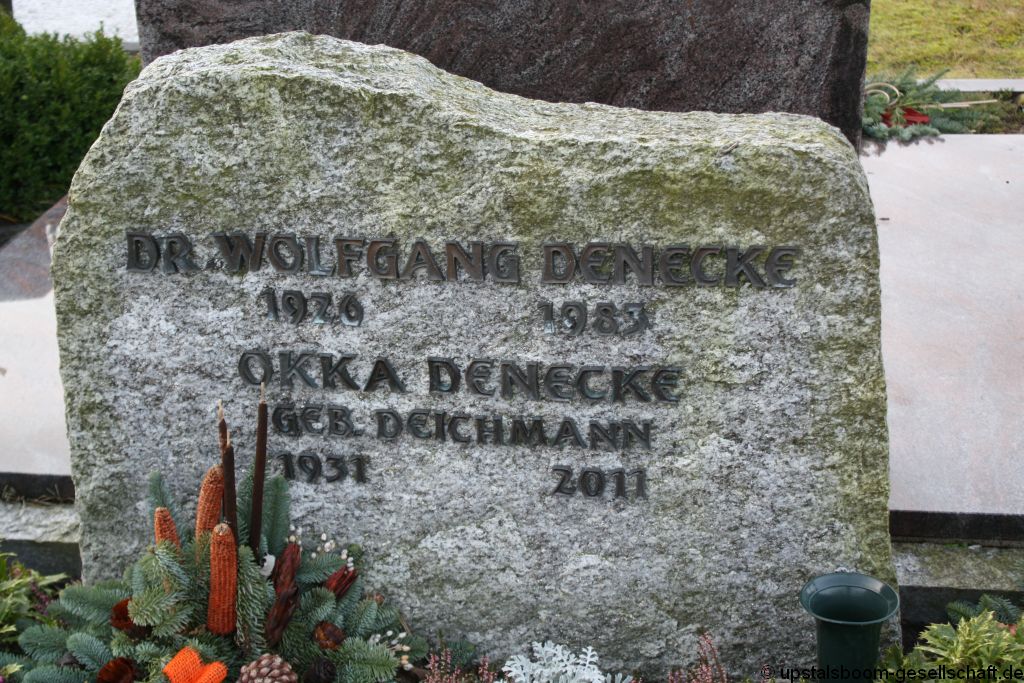 DR. WOLFGANG DENECKE
1926 1983
OKKA DENECKE
GEB. DEICHMANN
1931 2011
© upstalsboom-gesellschaft.de